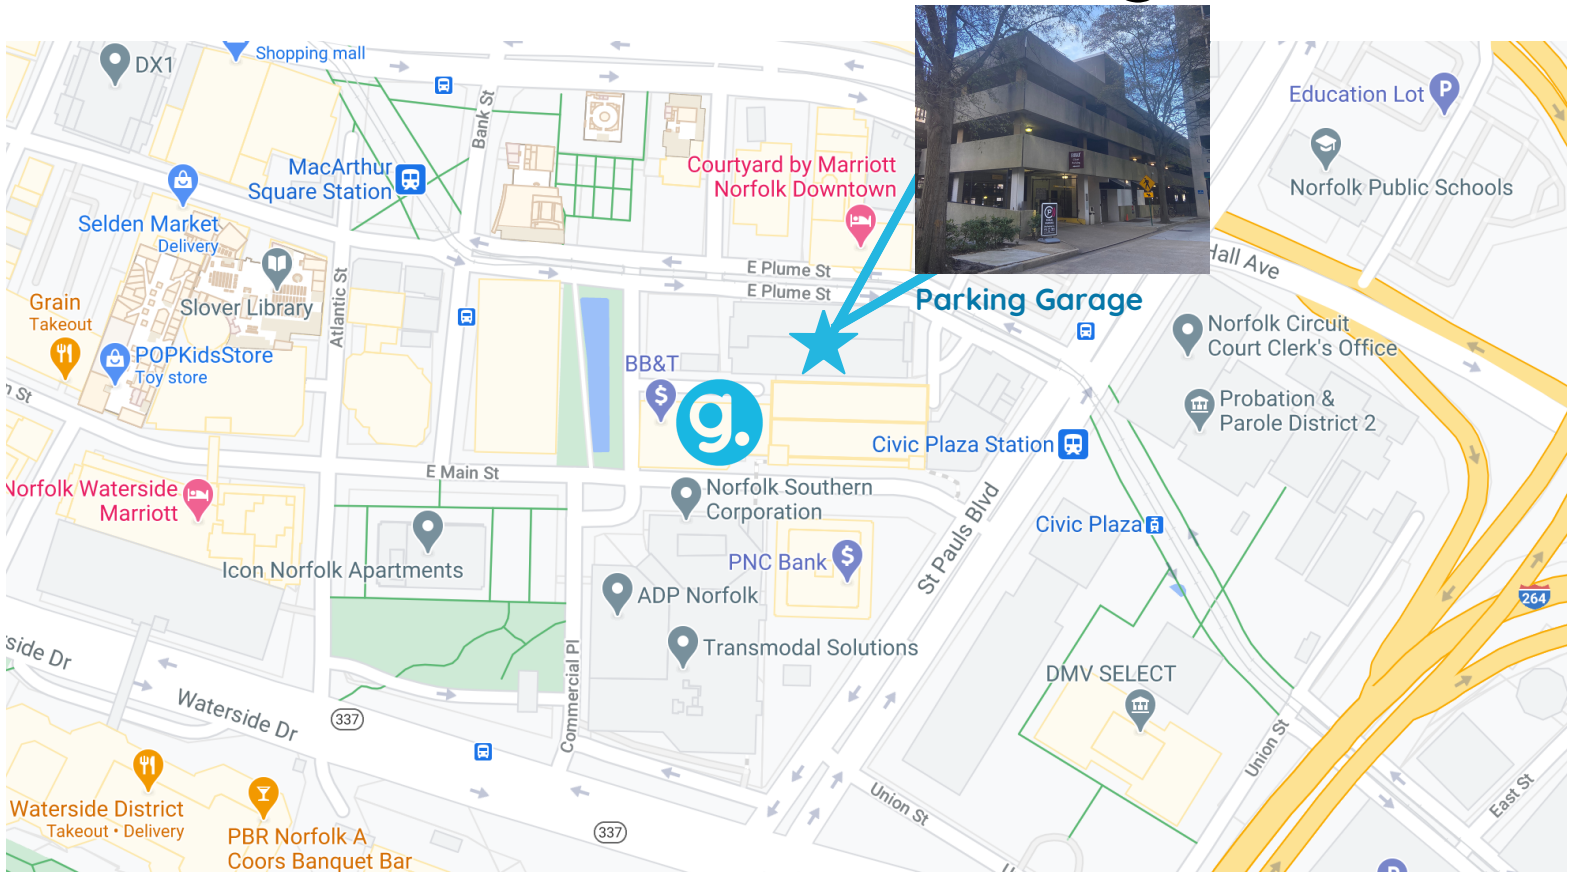 Shopping mall
DX1
Bank St
Education Lot
P
MacArthur
Square Station
Courtyard by Marriott
Norfolk Downtown
Norfolk Public Schools
Selden Market
Delivery
Hall Ave
E Plume St
E Plume St
Parking Garage
Slover Library
Atlantic St
Grain
Takeout
Norfolk Circuit
Court Clerk's Office
POPKidsStore
Toy store
BB&T
$
g.
n St
Probation &
Parole District 2
Civic Plaza Station
E Main St
Norfolk Waterside
Marriott
Norfolk Southern
Corporation
St Pauls Blvd
Civic Plaza
PNC Bank
$
Icon Norfolk Apartments
ADP Norfolk
264
Transmodal Solutions
rside Dr
DMV SELECT
Commercial Pl
Waterside Dr
337
Union St
Waterside District
Takeout • Delivery
PBR Norfolk A
Coors Banquet Bar
337
Union St
East St
P